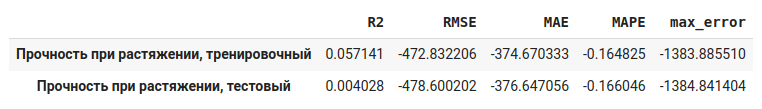 R2 RMSE MAE MAPE max_error
Прочность при растяжении, тренировочный 0.057141 -472.832206 -374.670333 -0.164825 -1383.885510
Прочность при растяжении, тестовый 0.004028 -478.600202 -376.647056 -0.166046 -1384.841404